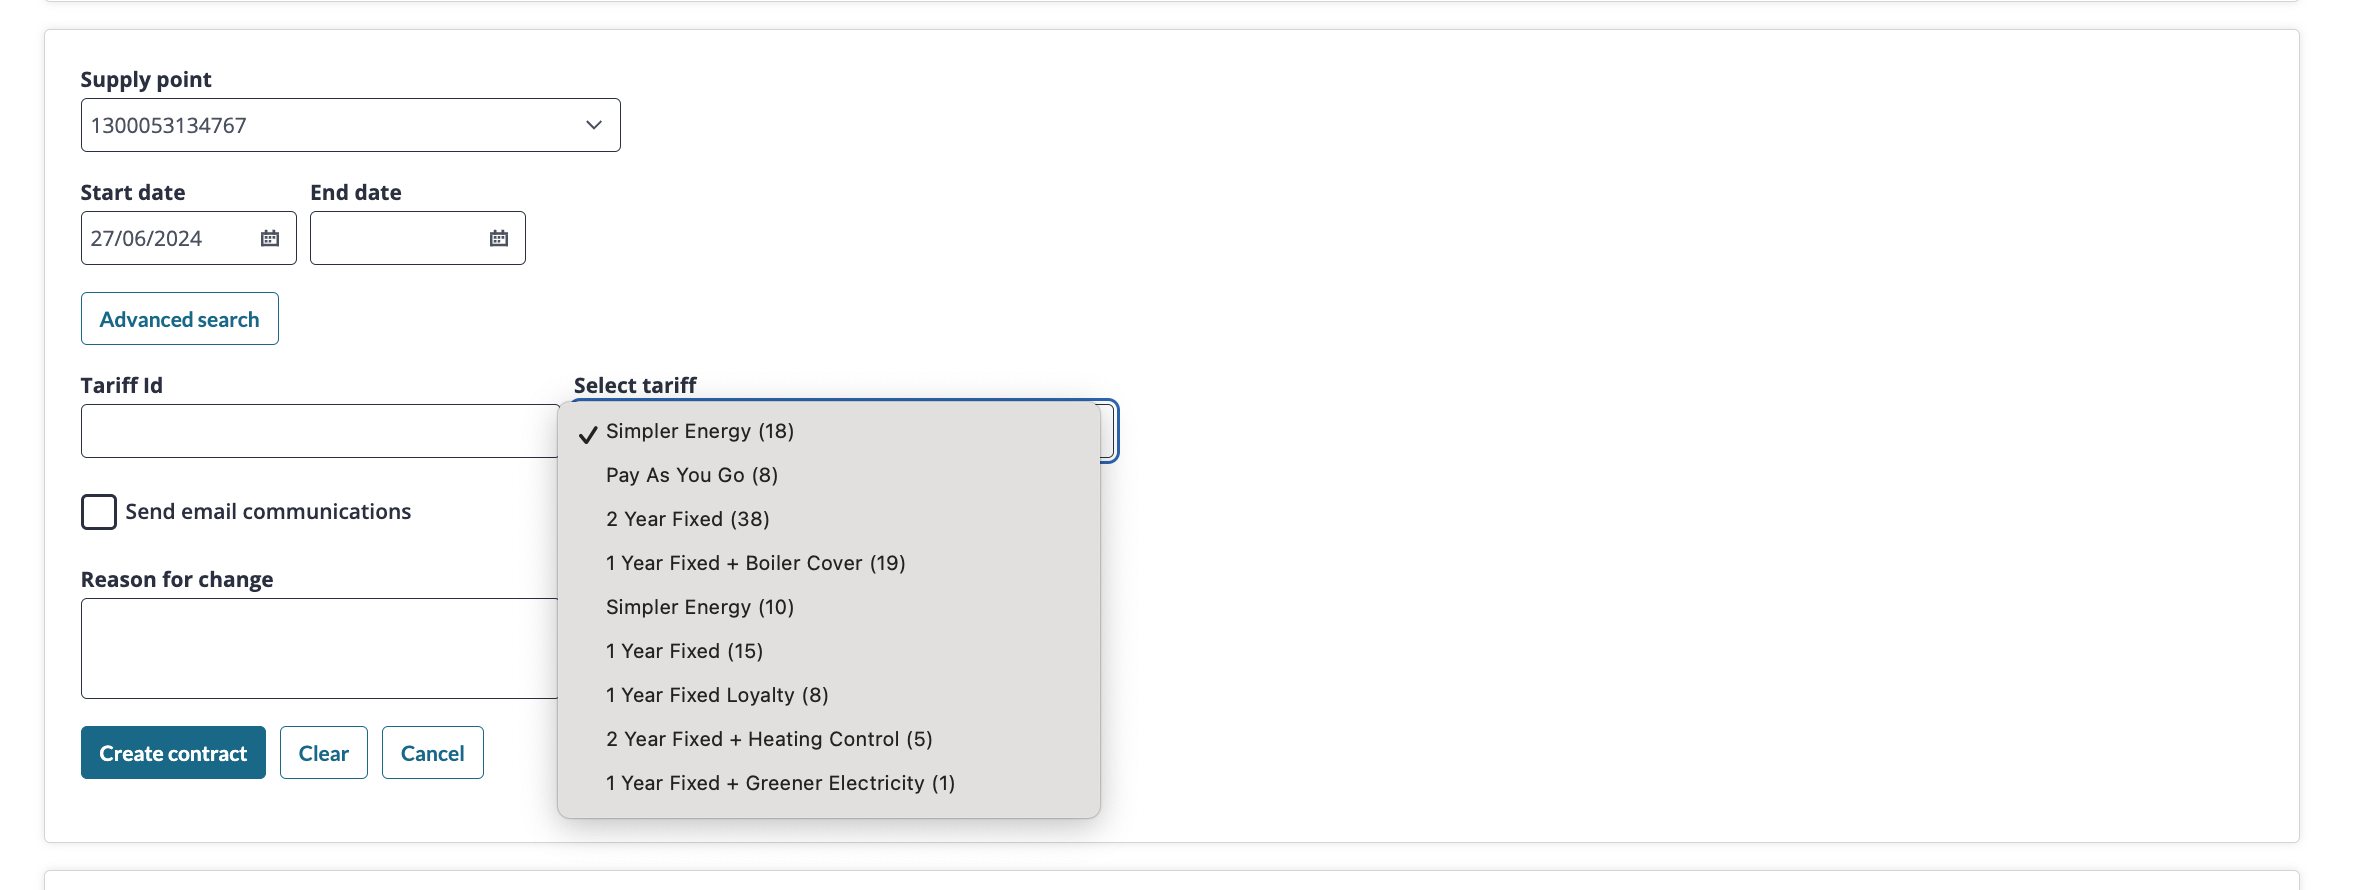 Supply point
1300053134767
Start date
End date
27/06/2024
Advanced search
Tariff Id
Select tariff
Simpler Energy (18)
Pay As You Go (8)
2 Year Fixed (38)
1 Year Fixed + Boiler Cover (19)
Simpler Energy (10)
1 Year Fixed (15)
1 Year Fixed Loyalty (8)
2 Year Fixed + Heating Control (5)
1 Year Fixed + Greener Electricity (1)
Send email communications
Reason for change
Create contract
Clear
Cancel